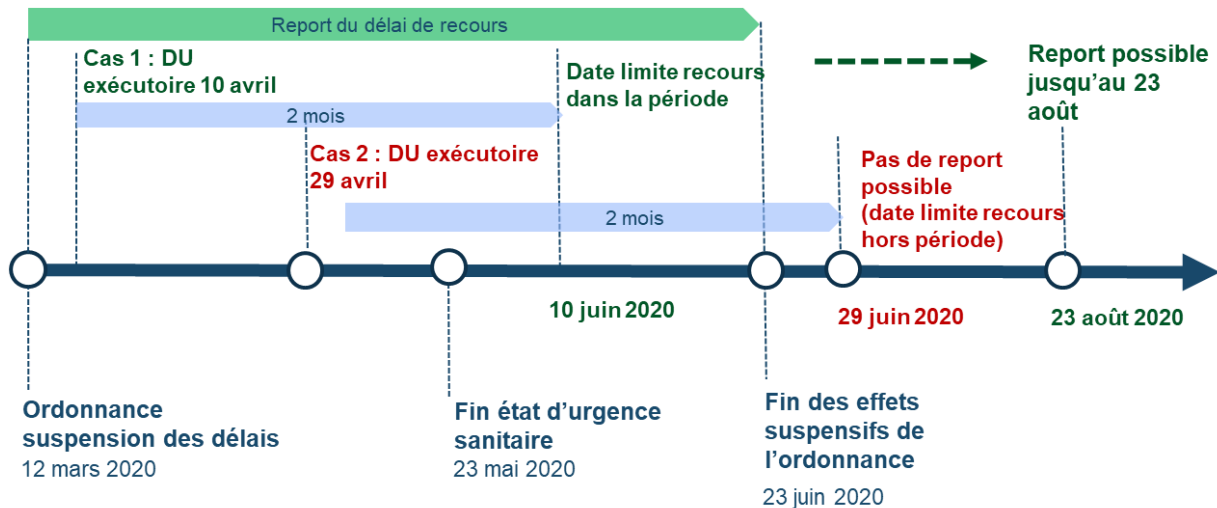 Report du délai de recours
Cas 1 : DU
exécutoire 10 avril
Date limite recours
dans la période
Report possible
jusqu'au 23
août
2 mois
Cas 2 : DU exécutoire
29 avril
Pas de report
possible
(date limite recours
hors période)
2 mois
10 juin 2020
29 juin 2020
23 août 2020
Ordonnance
suspension des délais
12 mars 2020
Fin état d'urgence
sanitaire
23 mai 2020
Fin des effets
suspensifs de
l'ordonnance
23 juin 2020